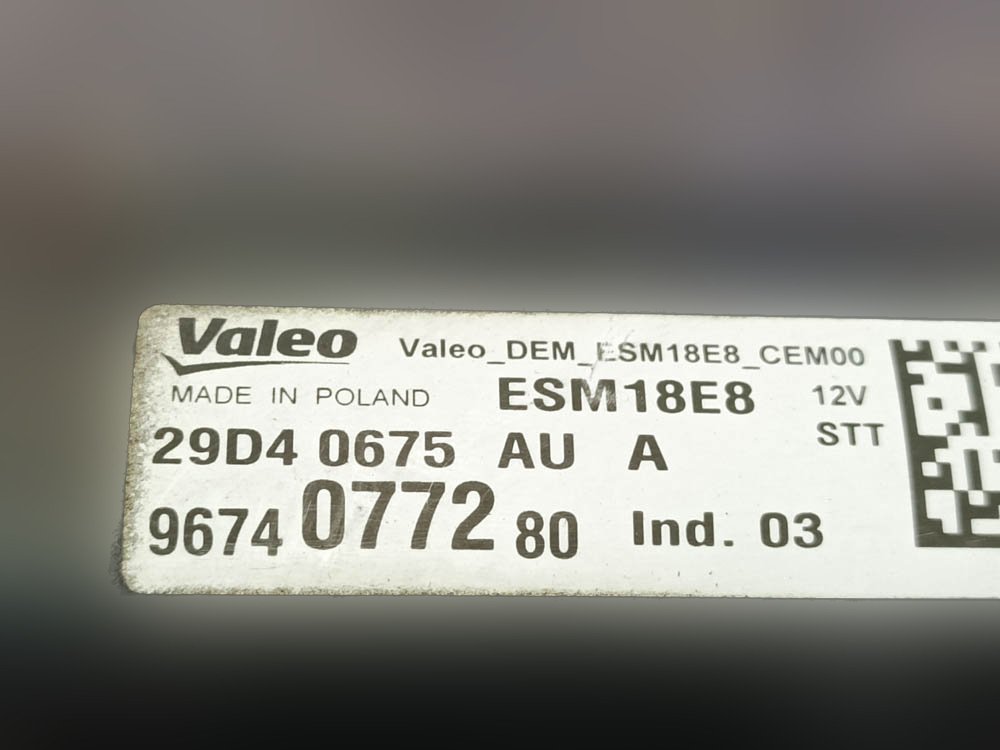 Valeo Valeo_DEM_ESM18E8_CEM00
MADE IN POLAND ESM18E8 12V
STT
29D4 0675 AU A
9674 0772 80 Ind. 03